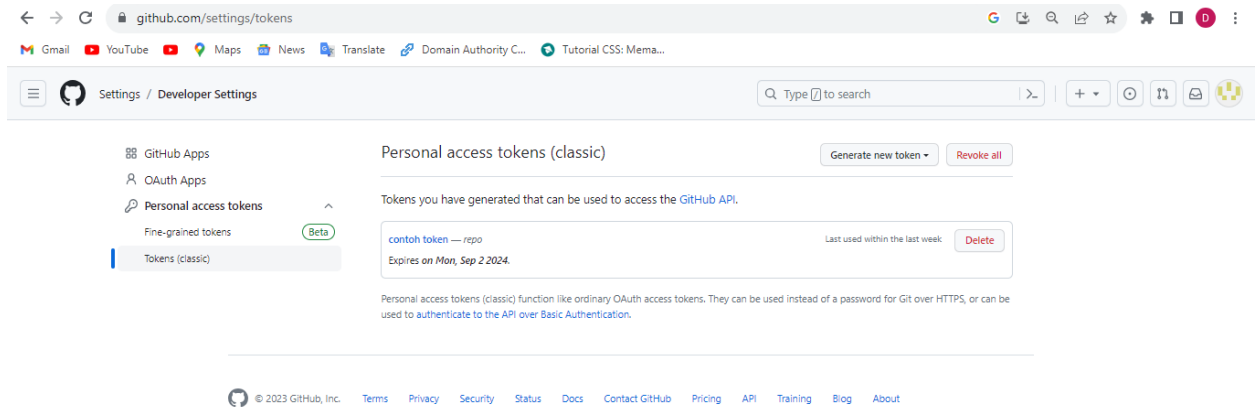 github.com/settings/tokens
G
D
Gmail YouTube Maps News Translate Domain Authority C... Tutorial CSS: Mema...
Settings / Developer Settings
Type / to search
GitHub Apps
OAuth Apps
Personal access tokens
Fine-grained tokens Beta
Tokens (classic)
Personal access tokens (classic)
Generate new token Revoke all
Tokens you have generated that can be used to access the GitHub API.
contoh token — repo Last used within the last week Delete
Expires on Mon, Sep 2 2024.
Personal access tokens (classic) function like ordinary OAuth access tokens. They can be used instead of a password for Git over HTTPS, or can be
used to authenticate to the API over Basic Authentication.
© 2023 GitHub, Inc. Terms Privacy Security Status Docs Contact GitHub Pricing API Training Blog About